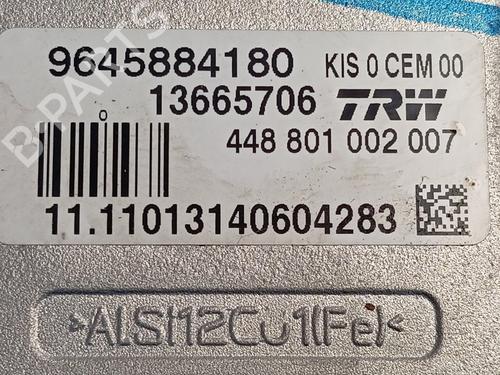 9645884180 KIS 0 CEM 00
13665706 TRW
448 801 002 007
11.11013140604283
>ALSI12Cu1(Fe)<
B-PARTS